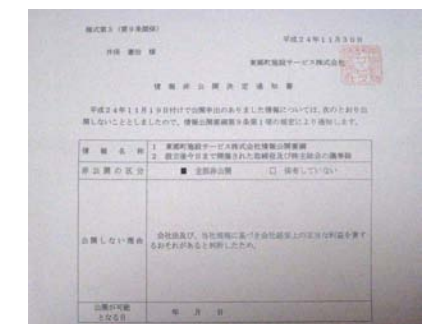 様式第3（第9条関係）
平成24年11月30日
井俣 憲治 様
東郷町施設サービス株式会社
情報非公開決定通知書
平成24年11月19日付けで公開申出のありました情報については、次のとおり公
開しないこととしましたので、情報公開要綱第9条第1項の規定により通知します。
情報名称 1 東郷町施設サービス株式会社情報公開要綱
2 設立後今日まで開催された取締役及び株主総会の議事録
非公開の区分 ■ 全部非公開 □ 保有していない
公開しない理由 会社法及び、当社規程に基づき会社経営上の正当な利益を害す
るおそれがあると判断したため。
公開が可能
となる日 年 月 日